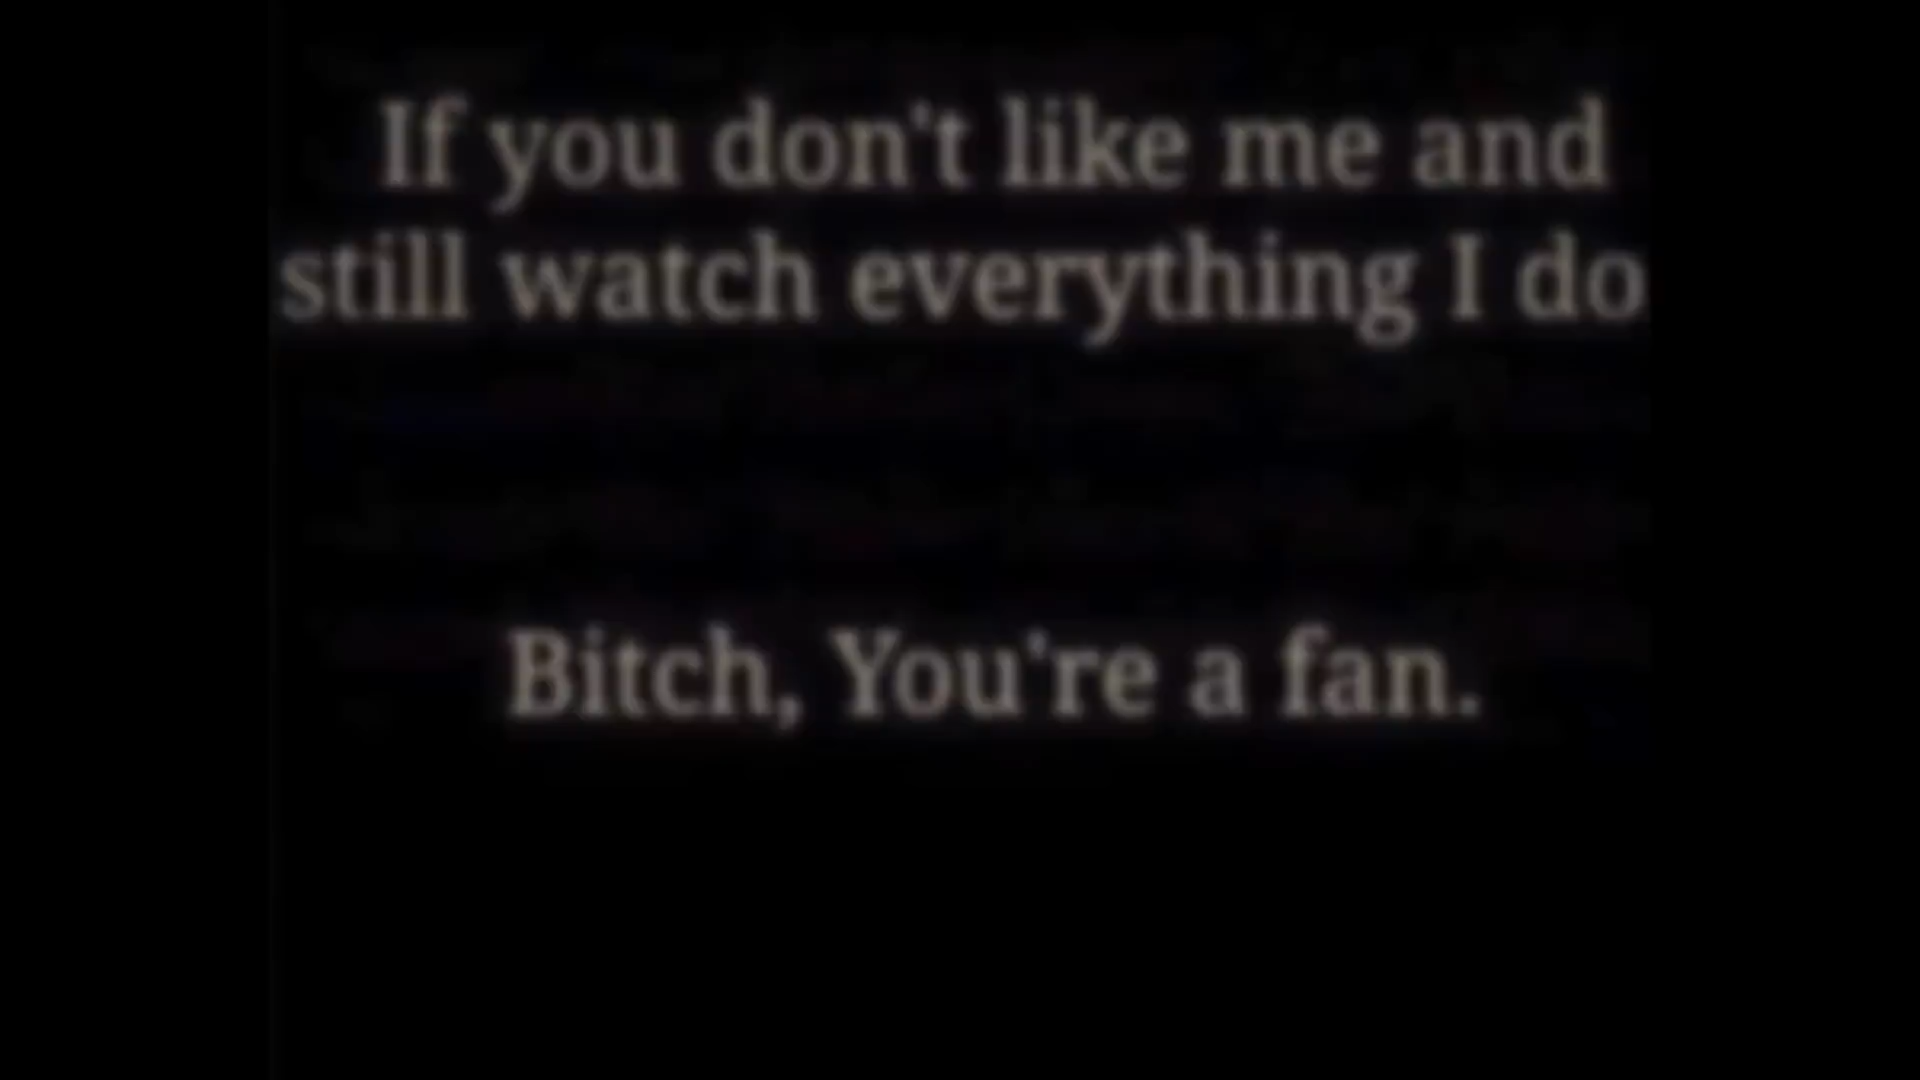 If you don't like me and
still watch everything I do
Bitch, You're a fan.